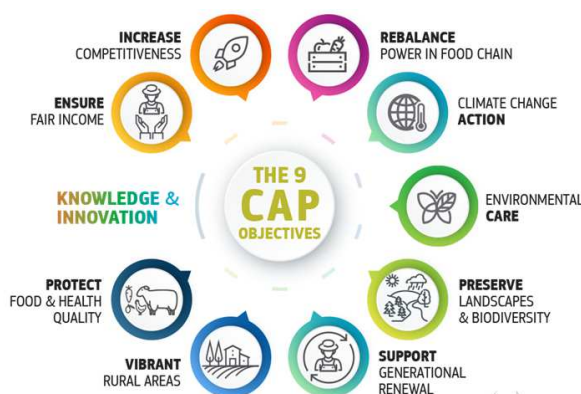 INCREASE
COMPETITIVENESS
REBALANCE
POWER IN FOOD CHAIN
ENSURE
FAIR INCOME
CLIMATE CHANGE
ACTION
THE 9
CAP
OBJECTIVES
KNOWLEDGE &
INNOVATION
ENVIRONMENTAL
CARE
PROTECT
FOOD & HEALTH
QUALITY
PRESERVE
LANDSCAPES
& BIODIVERSITY
VIBRANT
RURAL AREAS
SUPPORT
GENERATIONAL
RENEWAL